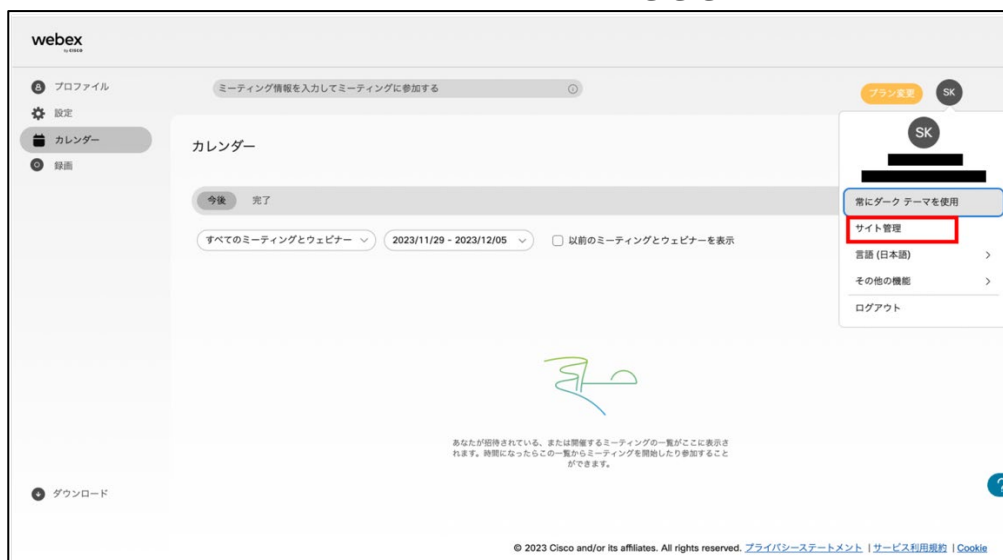 webex
by CISCO
プロファイル
設定
カレンダー
録画
ダウンロード
ミーティング情報を入力してミーティングに参加する
プラン変更
SK
カレンダー
今後 完了
すべてのミーティングとウェビナー
2023/11/29 - 2023/12/05
以前のミーティングとウェビナーを表示
SK
常にダーク テーマを使用
サイト管理
言語 (日本語)
その他の機能
ログアウト
あなたが招待されている、または開催するミーティングの一覧がここに表示さ
れます。時間になったらこの一覧からミーティングを開始したり参加すること
ができます。
?
© 2023 Cisco and/or its affiliates. All rights reserved. プライバシーステートメント | サービス利用規約 | Cookie